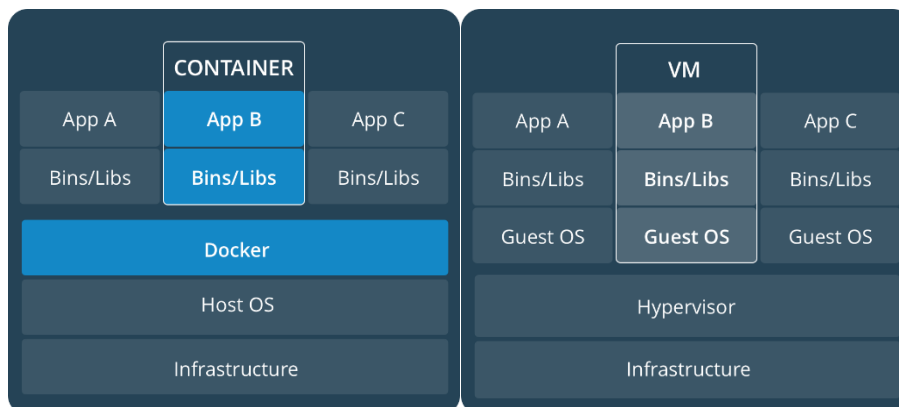 CONTAINER
App A App B App C
Bins/Libs Bins/Libs Bins/Libs
Docker
Host OS
Infrastructure
VM
App A App B App C
Bins/Libs Bins/Libs Bins/Libs
Guest OS Guest OS Guest OS
Hypervisor
Infrastructure